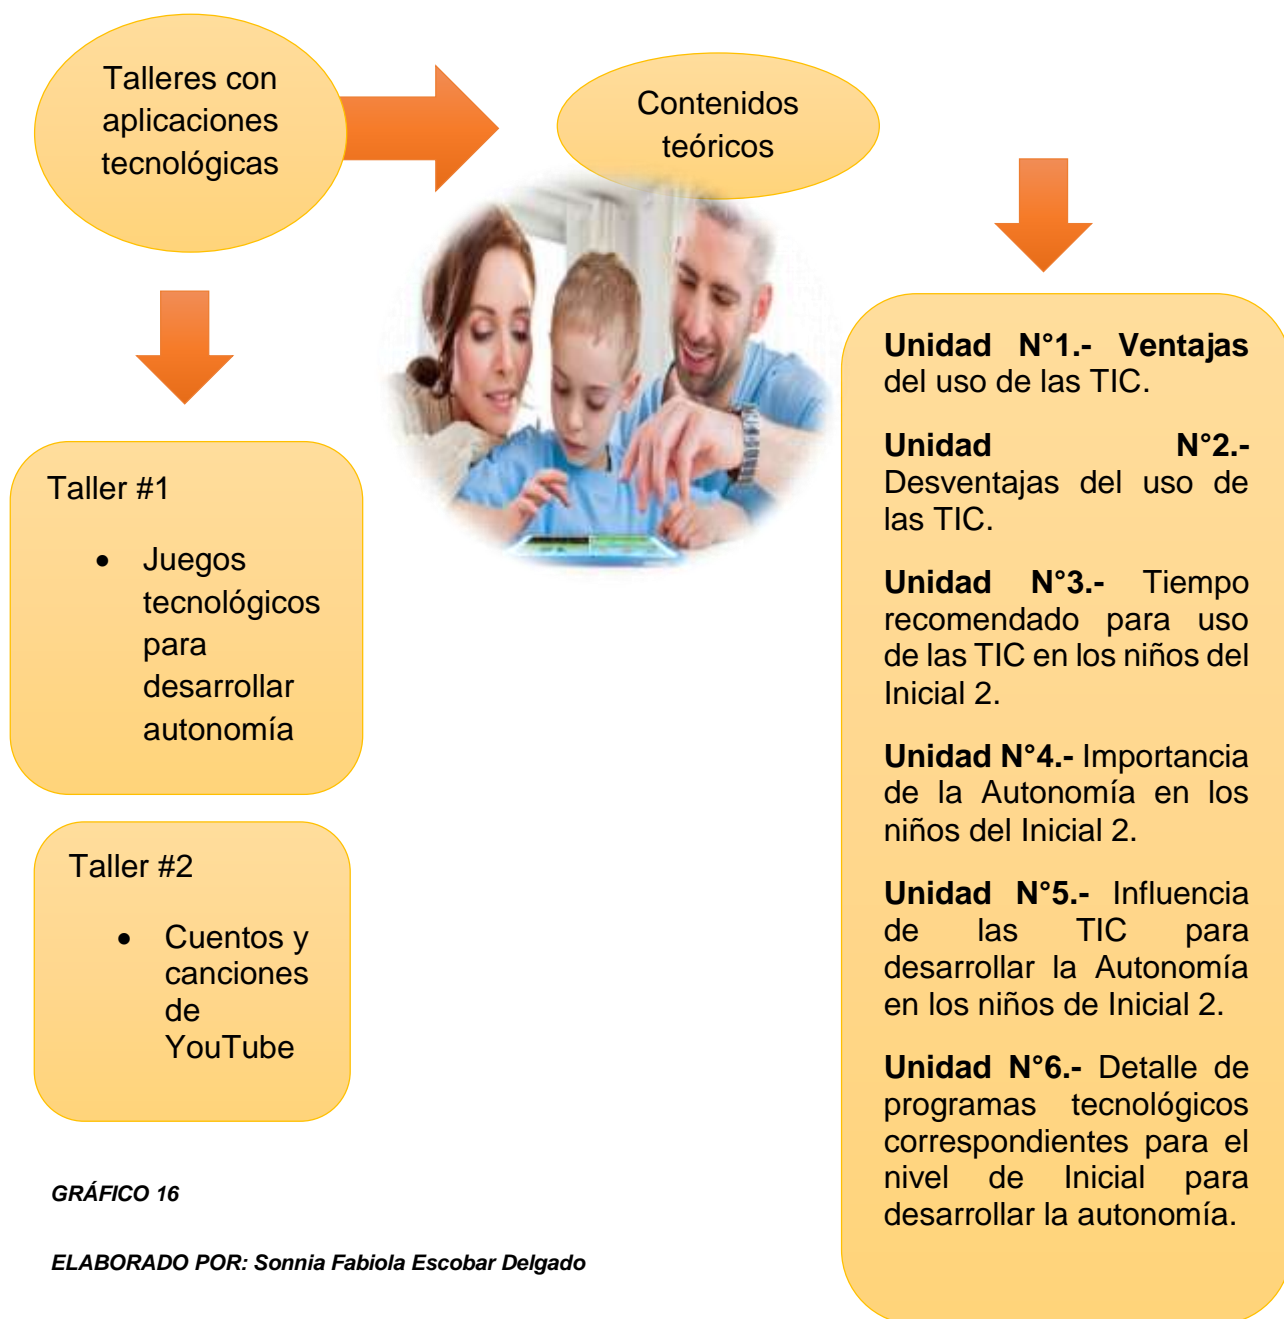 Talleres con
aplicaciones
tecnológicas
Contenidos
teóricos
Taller #1
• Juegos
tecnológicos
para
desarrollar
autonomía
Taller #2
• Cuentos y
canciones
de
YouTube
Unidad N°1.- Ventajas
del uso de las TIC.
Unidad N°2.-
Desventajas del uso de
las TIC.
Unidad N°3.- Tiempo
recomendado para uso
de las TIC en los niños del
Inicial 2.
Unidad N°4.- Importancia
de la Autonomía en los
niños del Inicial 2.
Unidad N°5.- Influencia
de las TIC para
desarrollar la Autonomía
en los niños de Inicial 2.
Unidad N°6.- Detalle de
programas tecnológicos
correspondientes para el
nivel de Inicial para
desarrollar la autonomía.
GRÁFICO 16
ELABORADO POR: Sonnia Fabiola Escobar Delgado